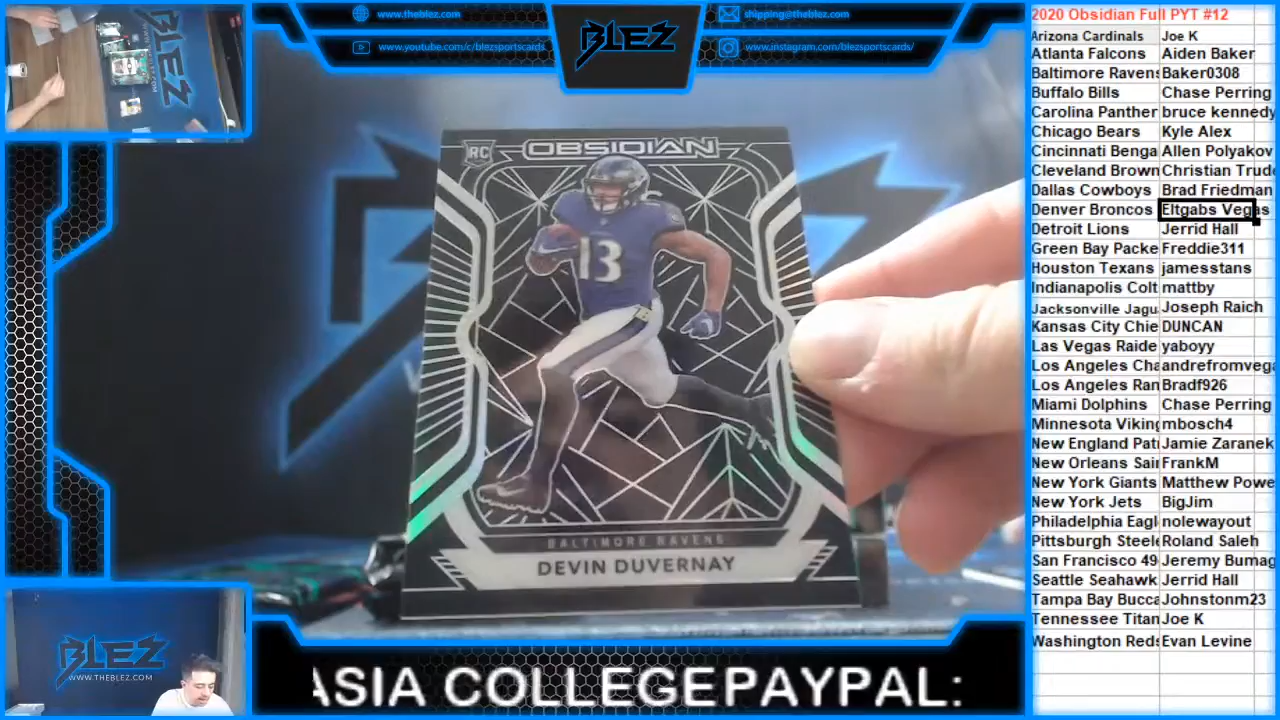 www.theblez.com
shipping@theblez.com
www.youtube.com/c/blezsportscards/
www.instagram.com/blezsportscards/
BLEZ
RC
OBSIDIAN
13
BALTIMORE RAVENS
DEVIN DUVERNAY
BLEZ
WWW.THEBLEZ.COM
ASIA COLLEGEPAYPAL:
2020 Obsidian Full PYT #12
Arizona Cardinals Joe K
Atlanta Falcons Aiden Baker
Baltimore Ravens Baker0308
Buffalo Bills Chase Perring
Carolina Panther bruce kennedy
Chicago Bears Kyle Alex
Cincinnati Benga Allen Polyakov
Cleveland Brown Christian Trude
Dallas Cowboys Brad Friedman
Denver Broncos Eltgabs Vegas
Detroit Lions Jerrid Hall
Green Bay Packe Freddie311
Houston Texans jamesstans
Indianapolis Colt mattby
Jacksonville Jagu Joseph Raich
Kansas City Chie DUNCAN
Las Vegas Raide yaboyy
Los Angeles Cha andrefromvega
Los Angeles Ran Bradf926
Miami Dolphins Chase Perring
Minnesota Viking mbosch4
New England Pat Jamie Zaranek
New Orleans Sai FrankM
New York Giants Matthew Powe
New York Jets BigJim
Philadelphia Eagl nolewayout
Pittsburgh Steele Roland Saleh
San Francisco 49 Jeremy Bumag
Seattle Seahawk Jerrid Hall
Tampa Bay Bucca Johnstonm23
Tennessee Titan Joe K
Washington Reds Evan Levine